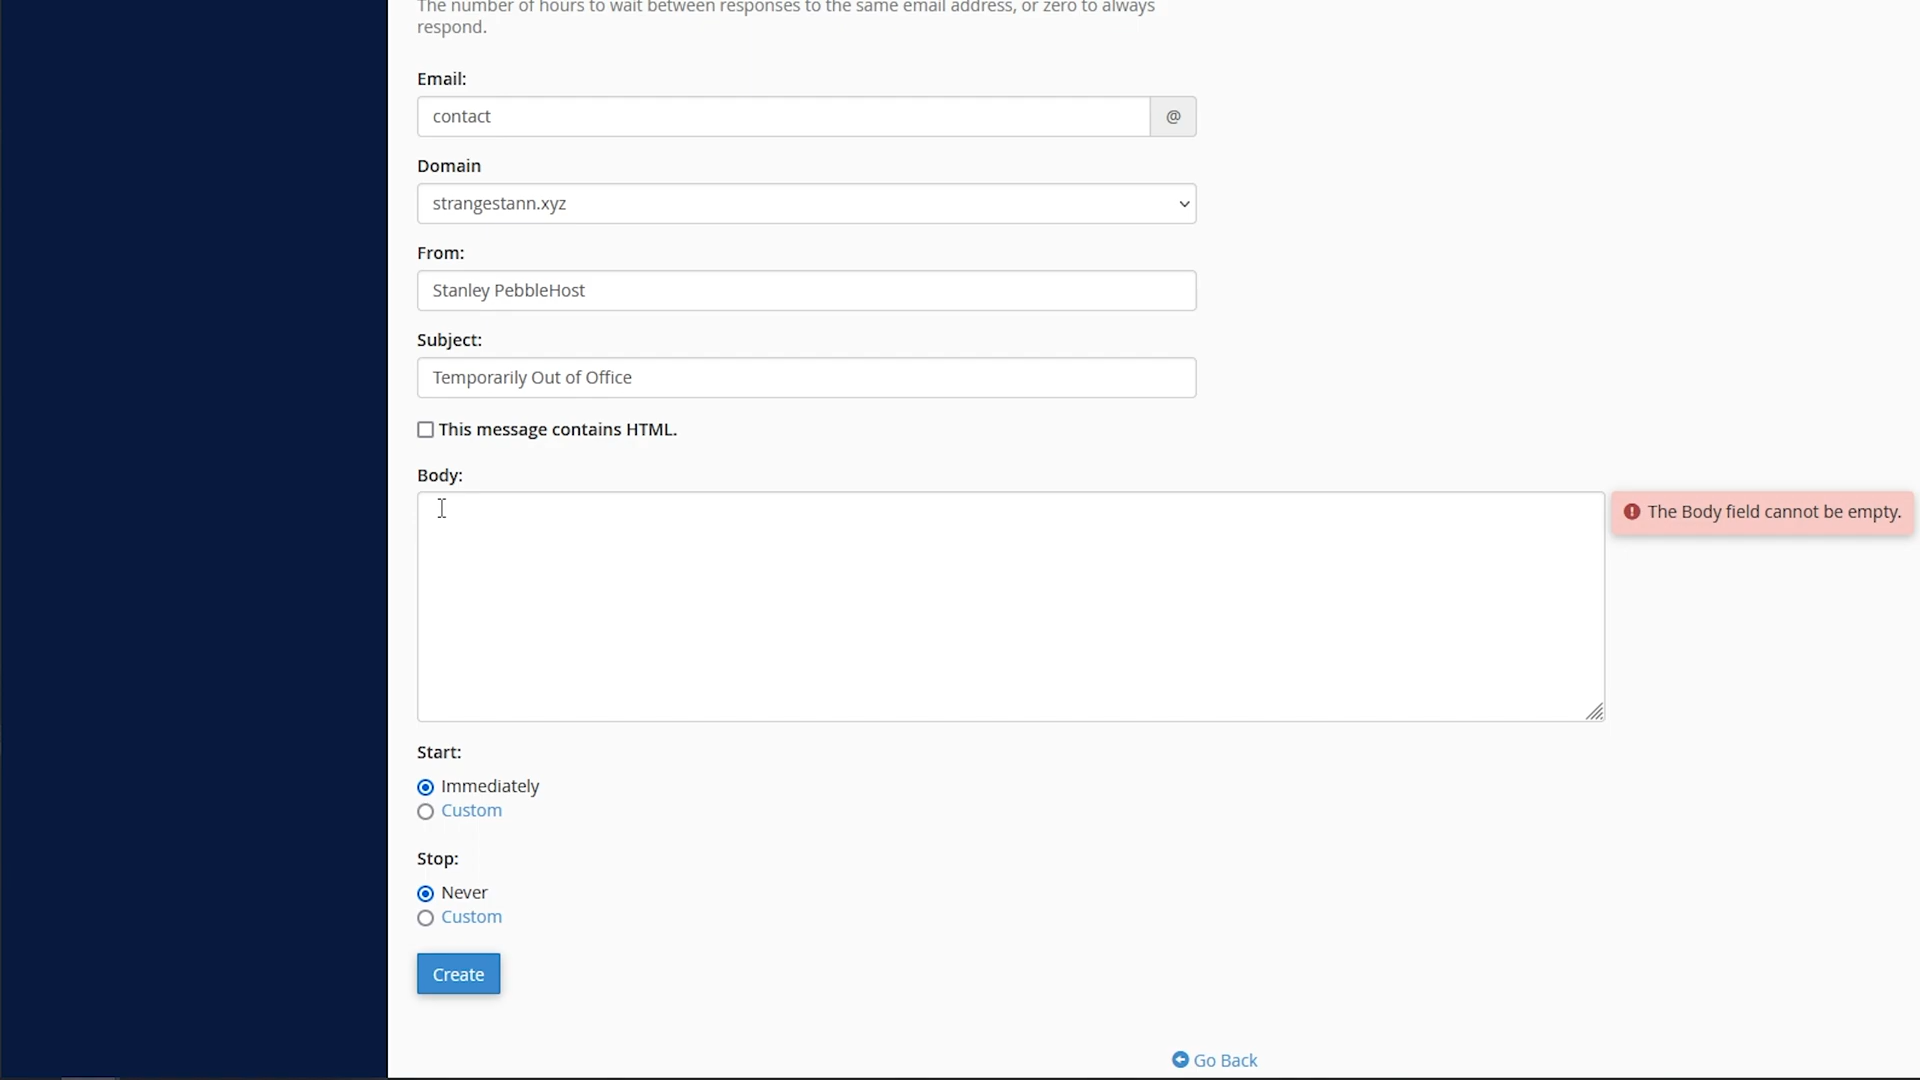 The number of hours to wait between responses to the same email address, or zero to always
respond.
Email:
contact
@
Domain
strangestann.xyz
From:
Stanley PebbleHost
Subject:
Temporarily Out of Office
This message contains HTML.
Body:
The Body field cannot be empty.
Start:
Immediately
Custom
Stop:
Never
Custom
Create
Go Back